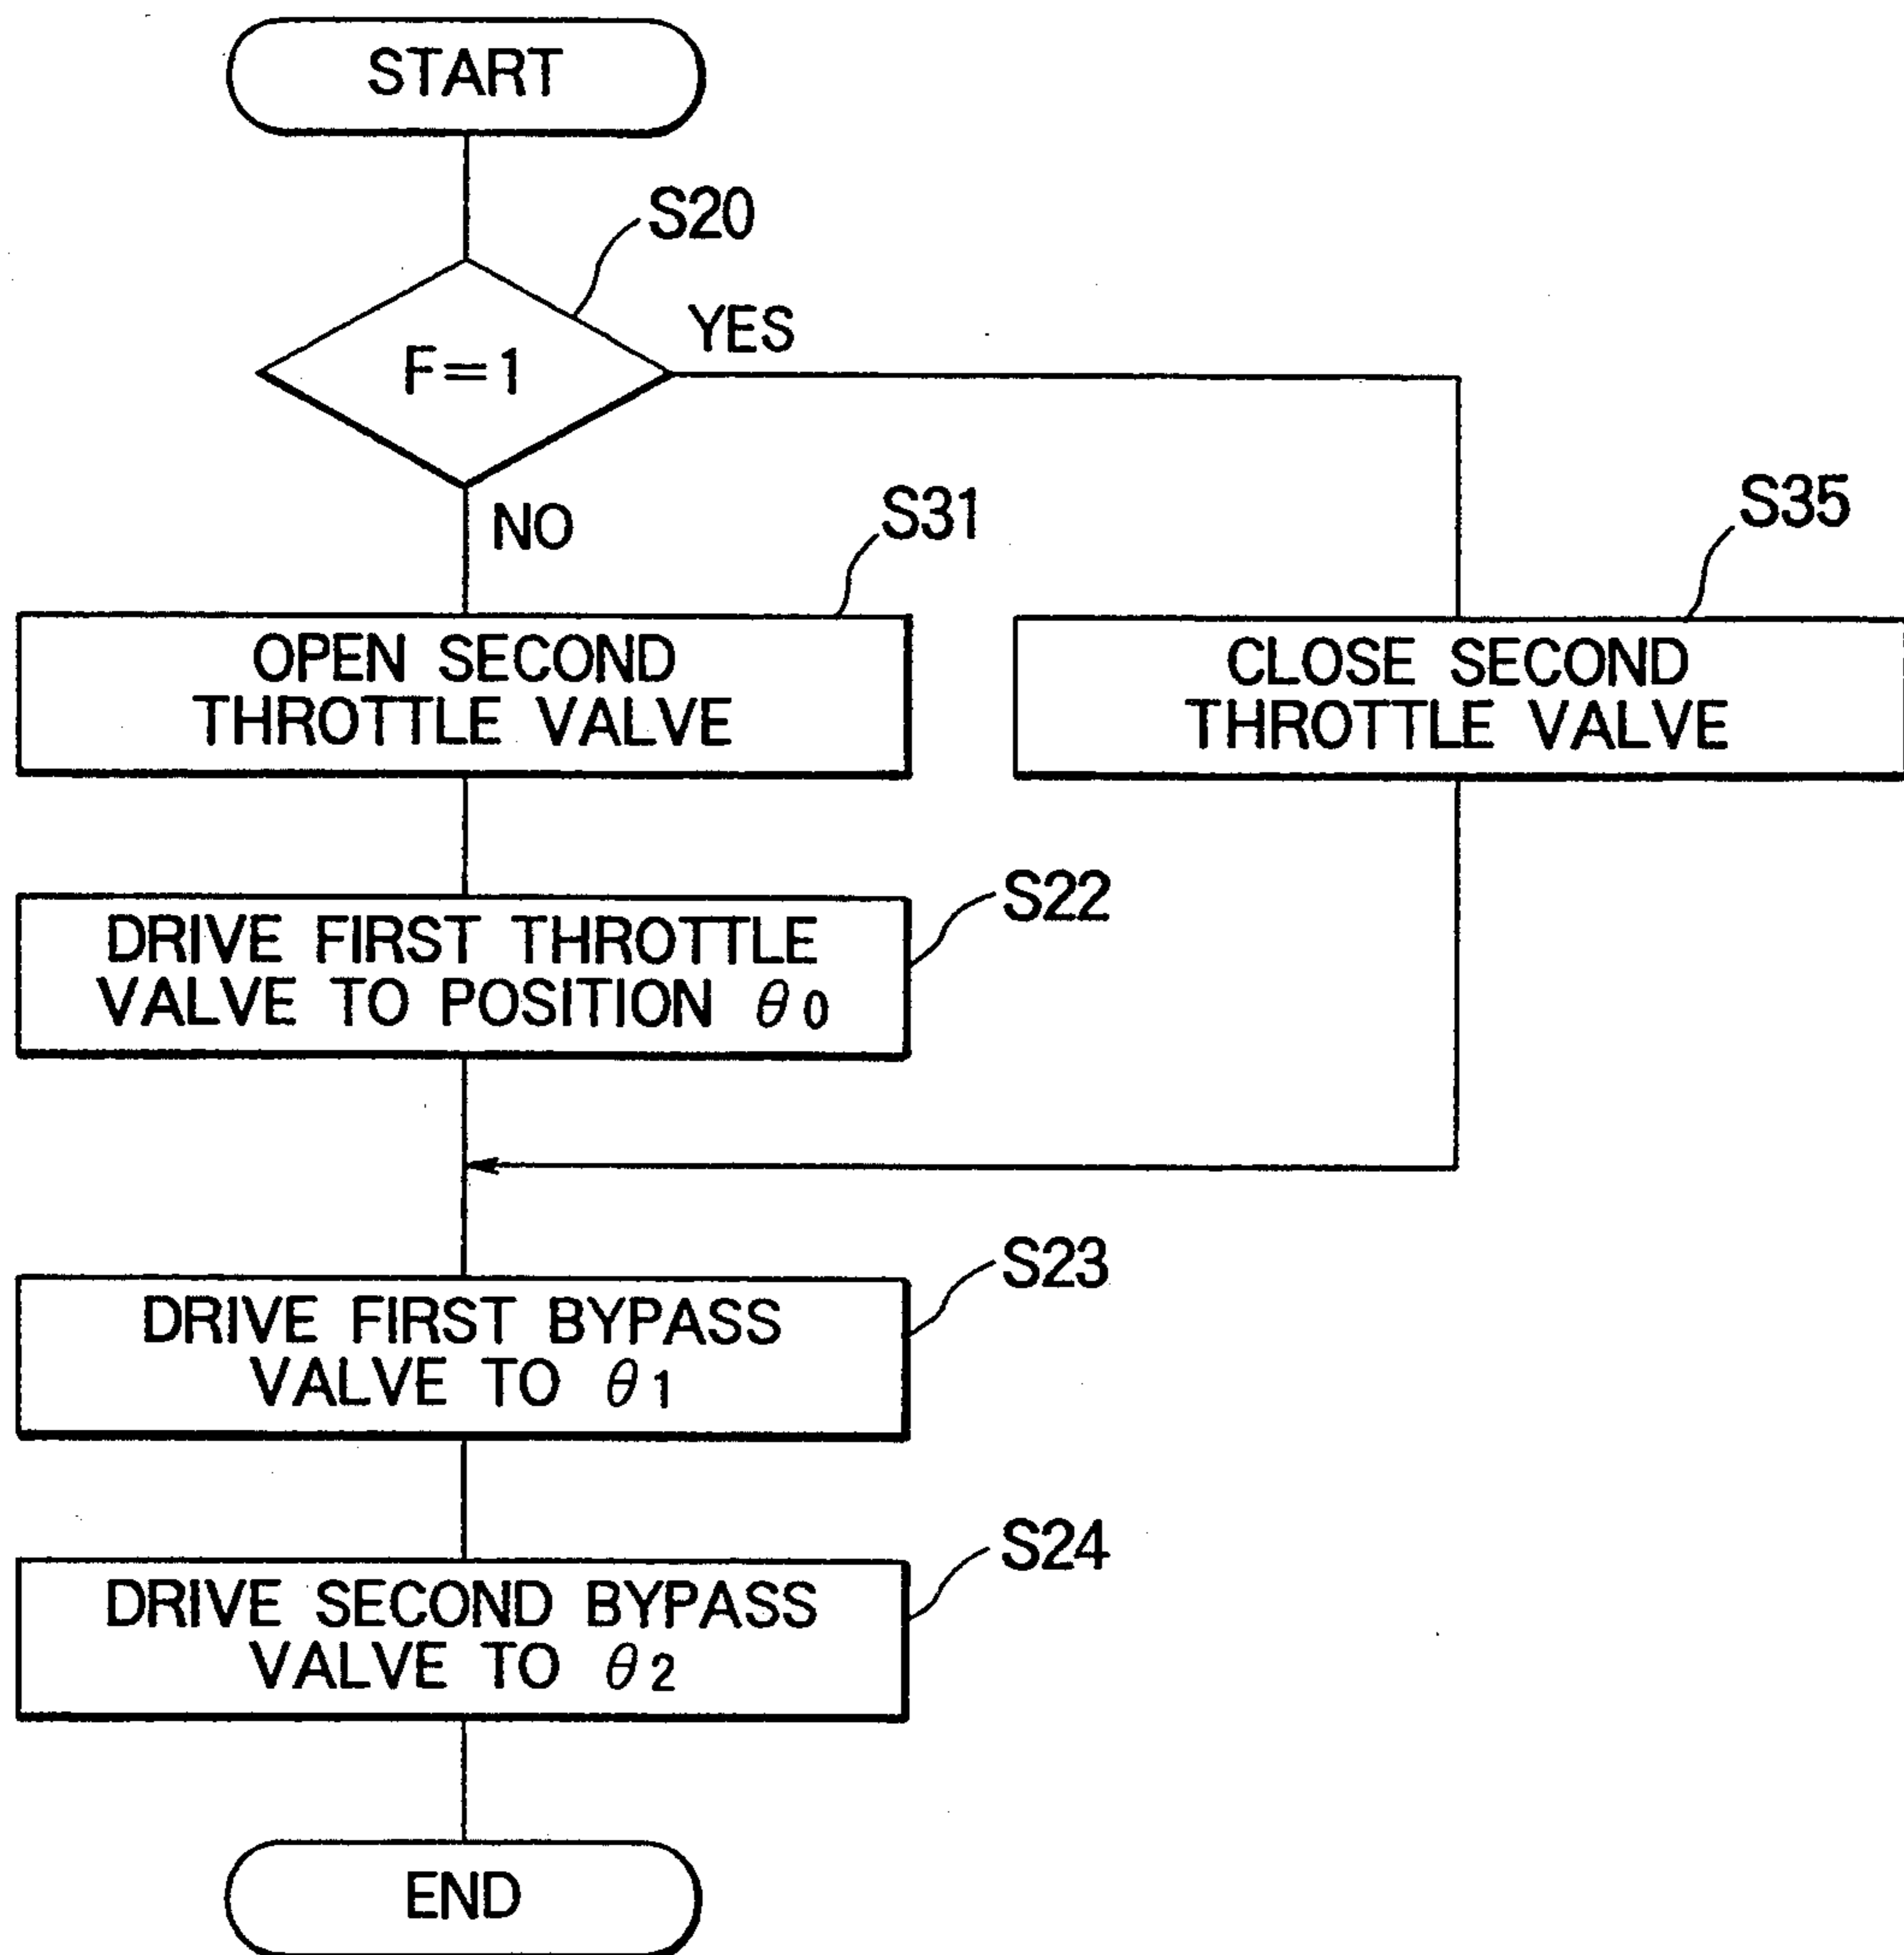 START
S20
YES
F=1
NO
S31
S35
OPEN SECOND
THROTTLE VALVE
CLOSE SECOND
THROTTLE VALVE
S22
DRIVE FIRST THROTTLE
VALVE TO POSITION θ0
S23
DRIVE FIRST BYPASS
VALVE TO θ1
S24
DRIVE SECOND BYPASS
VALVE TO θ2
END